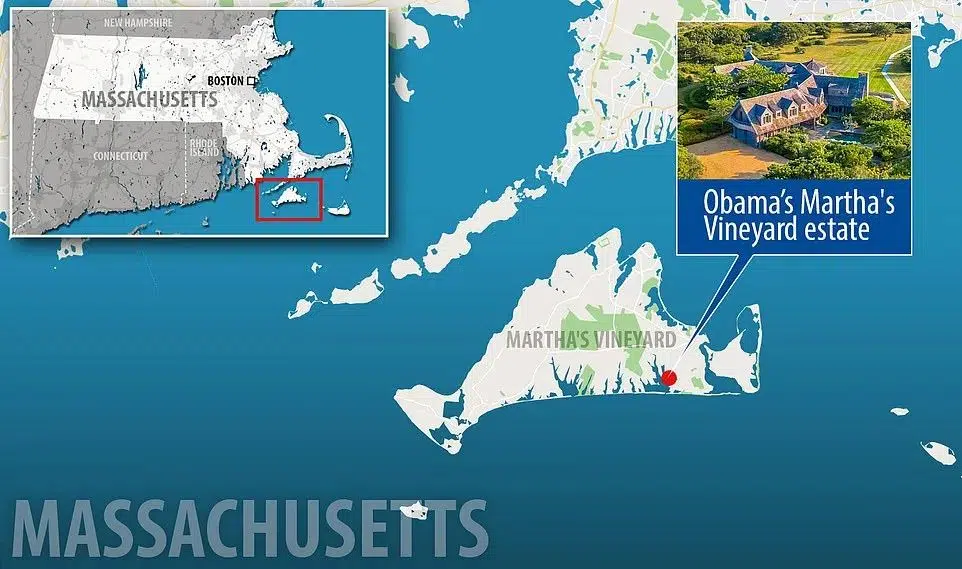 NEW HAMPSHIRE
BOSTON
MASSACHUSETTS
CONNECTICUT
RHODE
ISLAND
Obama's Martha's
Vineyard estate
MARTHA'S VINEYARD
MASSACHUSETTS